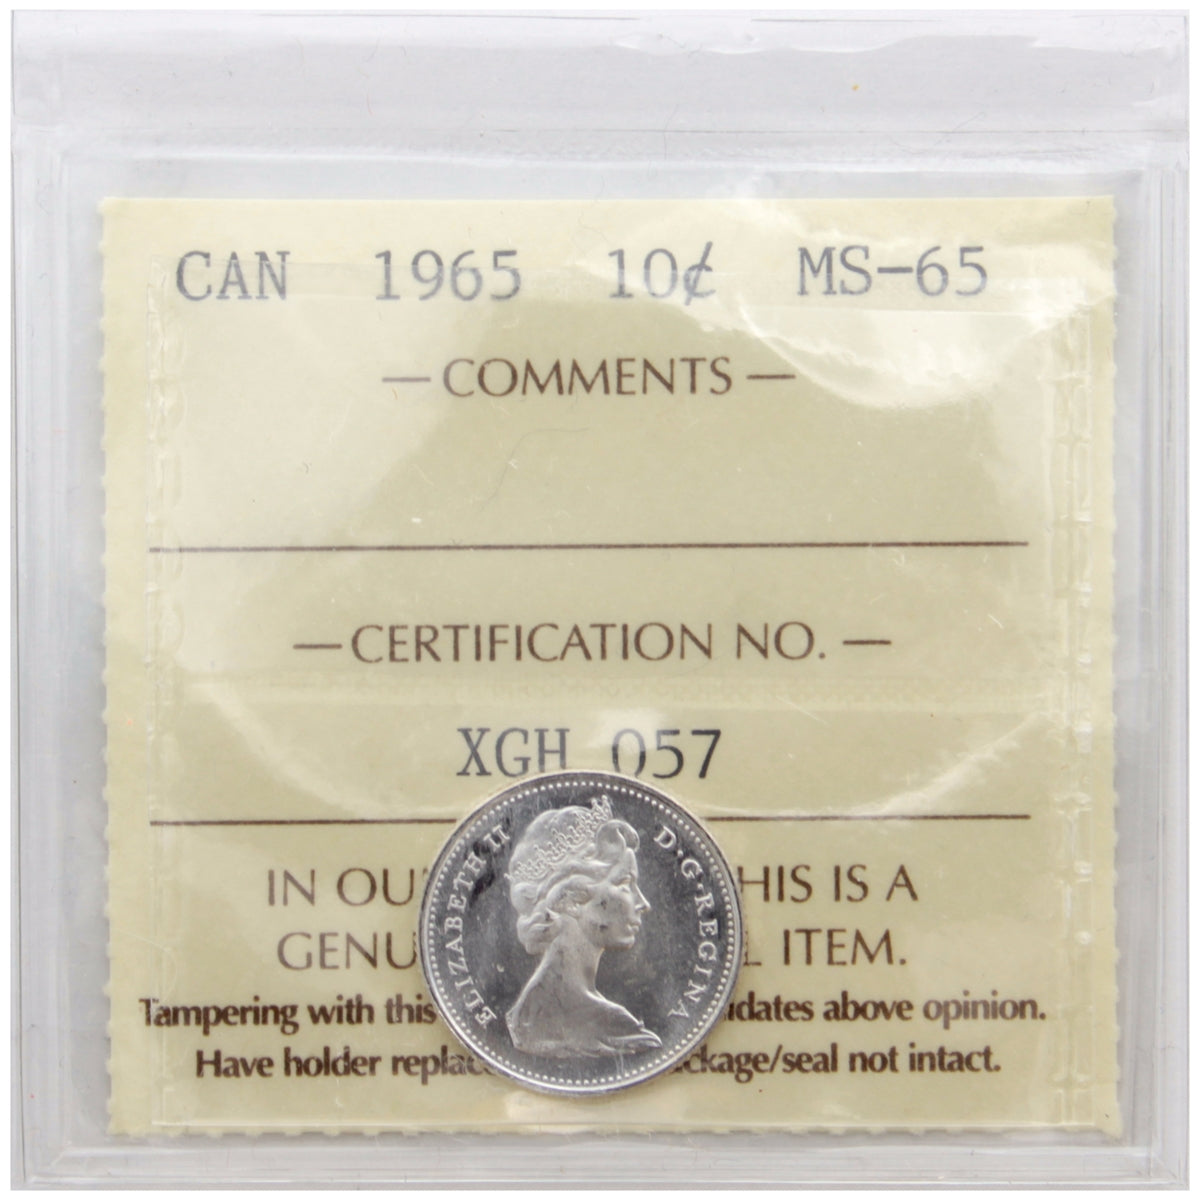 CAN 1965 10¢ MS-65
— COMMENTS —
— CERTIFICATION NO. —
XGH 057
IN OU HIS IS A
GENU L ITEM.
Tampering with this idates above opinion.
Have holder replac ckage/seal not intact.
ELIZABETH II D·G·REGINA